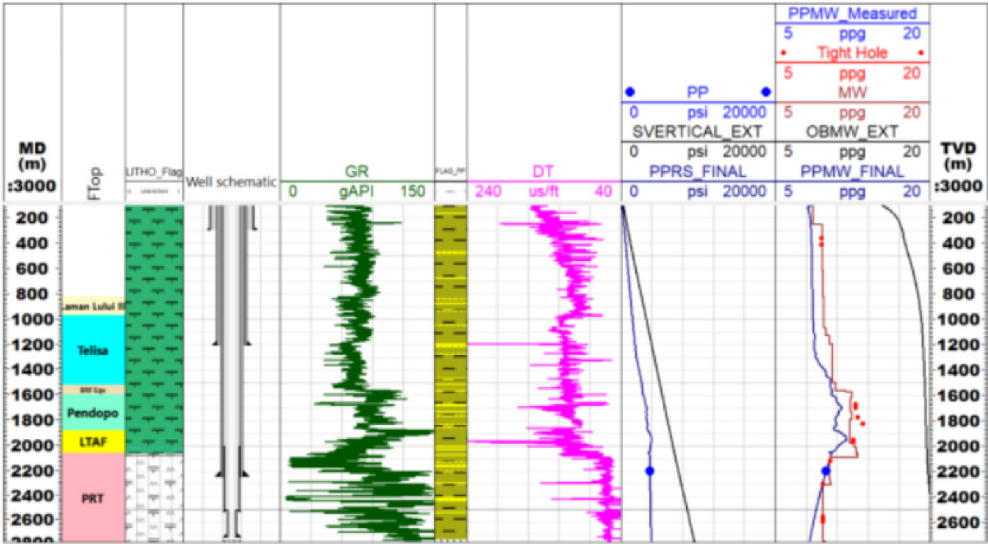 PPMW_Measured
5 ppg 20
Tight Hole
5 ppg 20
PP
MW
0 psi 20000
5 ppg 20
SVERTICAL_EXT
OBMW_EXT
MD
(m)
:3000
FTop
LITHO_Flag
Well schematic
GR
0 gAPI 150
DT
240 us/ft 40
0 psi 20000
5 ppg 20
PPRS_FINAL
PPMW_FINAL
0 psi 20000
5 ppg 20
TVD
(m)
:3000
200 200
400 400
600 600
800 800
1000 1000
1200 Telisa 1200
1400 1400
1600 1600
1800 Pendopo 1800
2000 LTAF 2000
2200 2200
2400 PRT 2400
2600 2600
2800